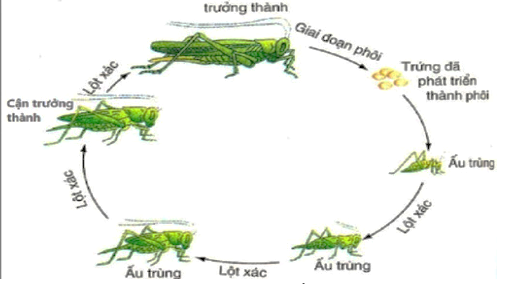 trưởng thành
Giai đoạn phôi
Trứng đã
phát triển
thành phôi
Ấu trùng
Lột xác
Ấu trùng
Lột xác
Ấu trùng
Lột xác
Cận trưởng
thành
Lột xác